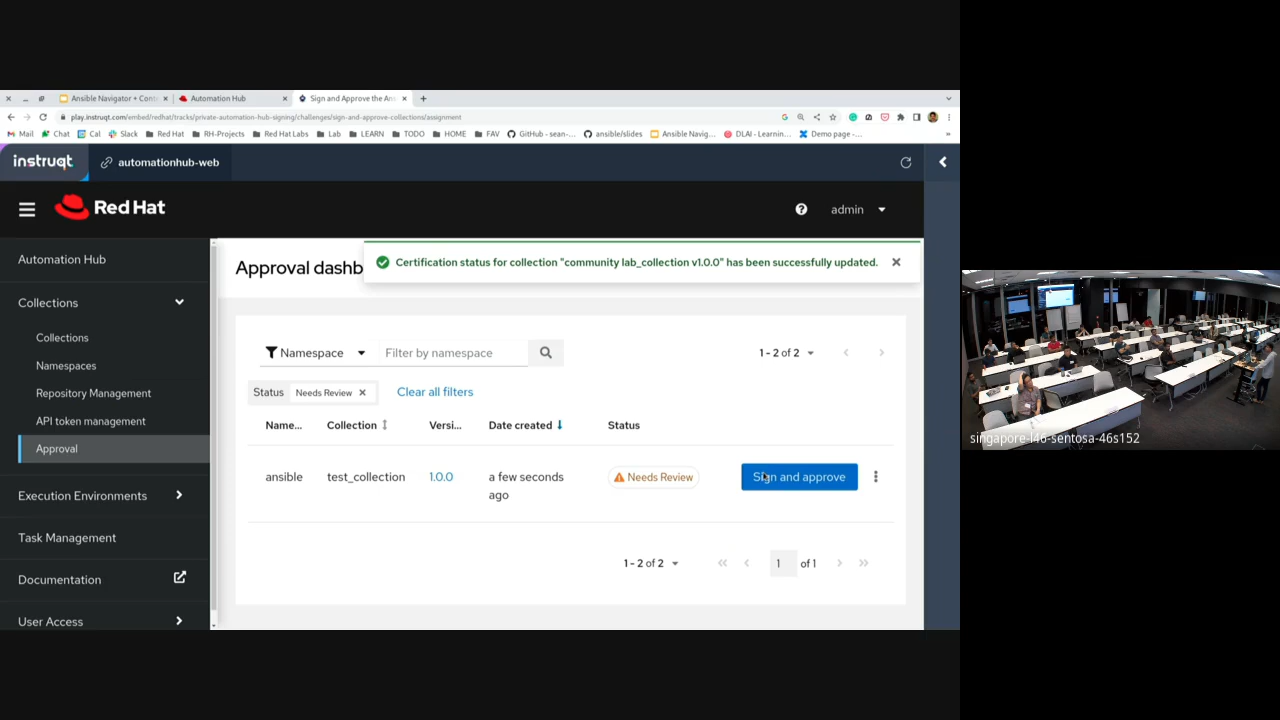 Ansible Navigator + Conte
Automation Hub
Sign and Approve the Ans
play.instruqt.com/embed/redhat/tracks/private-automation-hub-signing/challenges/sign-and-approve-collections/assignment
Mail Chat Cal Slack Red Hat RH-Projects Red Hat Labs Lab LEARN TODO HOME FAV GitHub - sean-... ansible/slides Ansible Navig... DLAI - Learnin... Demo page -... »
instruqt automationhub-web
Red Hat
admin
Automation Hub
Collections
Collections
Namespaces
Repository Management
API token management
Approval
Execution Environments
Task Management
Documentation
User Access
Approval dashb
Certification status for collection "community lab_collection v1.0.0" has been successfully updated.
Namespace Filter by namespace 1 - 2 of 2
Status Needs Review Clear all filters
Name... Collection Versi... Date created Status
ansible test_collection 1.0.0 a few seconds ago Needs Review Sign and approve
1 - 2 of 2 1 of 1
singapore-l46-sentosa-46s152